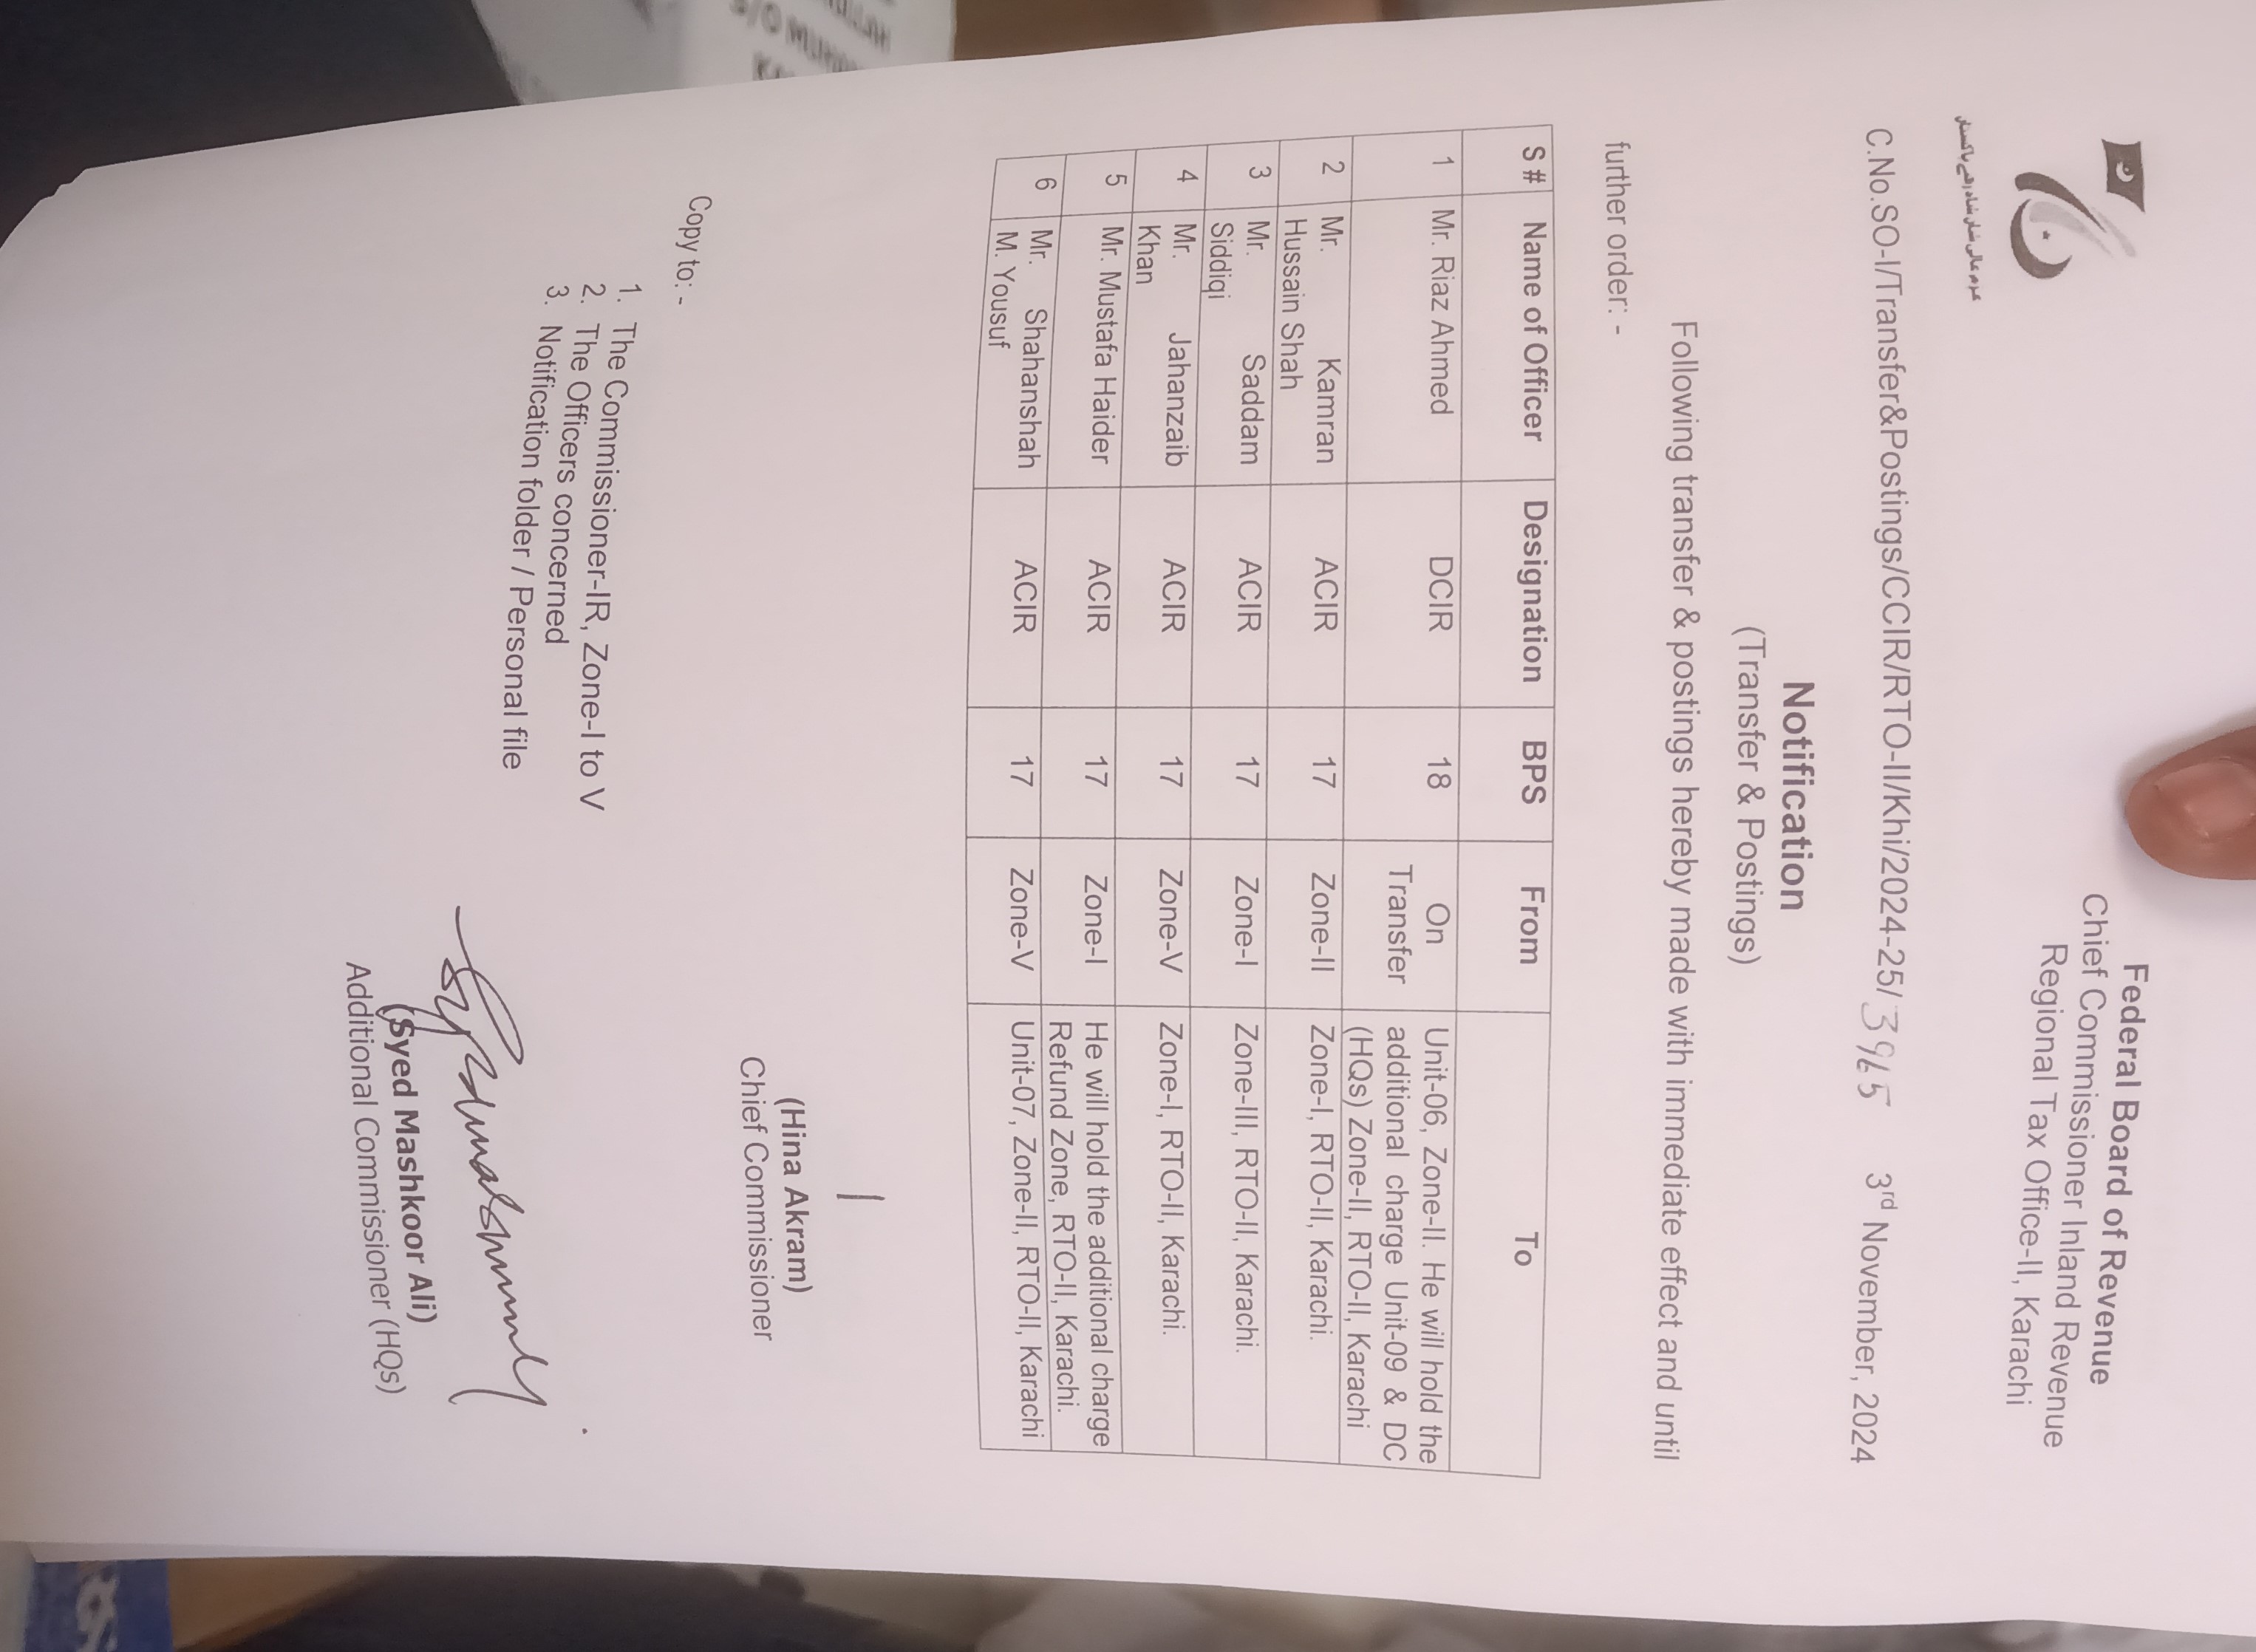 Federal Board of Revenue
Chief Commissioner Inland Revenue
Regional Tax Office-II, Karachi
عزم عالی شان شاد رہے پاکستان
C.No.SO-I/Transfer&Postings/CCIR/RTO-II/Khi/2024-25/3965 3rd November, 2024
Notification
(Transfer & Postings)
Following transfer & postings hereby made with immediate effect and until
further order: -
S # Name of Officer Designation BPS From To
1 Mr. Riaz Ahmed DCIR 18 On Unit-06, Zone-II. He will hold the
Transfer additional charge Unit-09 & DC
(HQs) Zone-II, RTO-II, Karachi
2 Mr. Kamran ACIR 17 Zone-II Zone-I, RTO-II, Karachi.
Hussain Shah
3 Mr. Saddam ACIR 17 Zone-I Zone-III, RTO-II, Karachi.
Siddiqi
4 Mr. Jahanzaib ACIR 17 Zone-V Zone-I, RTO-II, Karachi.
Khan
5 Mr. Mustafa Haider ACIR 17 Zone-I He will hold the additional charge
Refund Zone, RTO-II, Karachi.
6 Mr. Shahanshah ACIR 17 Zone-V Unit-07, Zone-II, RTO-II, Karachi
M. Yousuf
(Hina Akram)
Chief Commissioner
Copy to: -
1. The Commissioner-IR, Zone-I to V
2. The Officers concerned
3. Notification folder / Personal file
(Syed Mashkoor Ali)
Additional Commissioner (HQs)